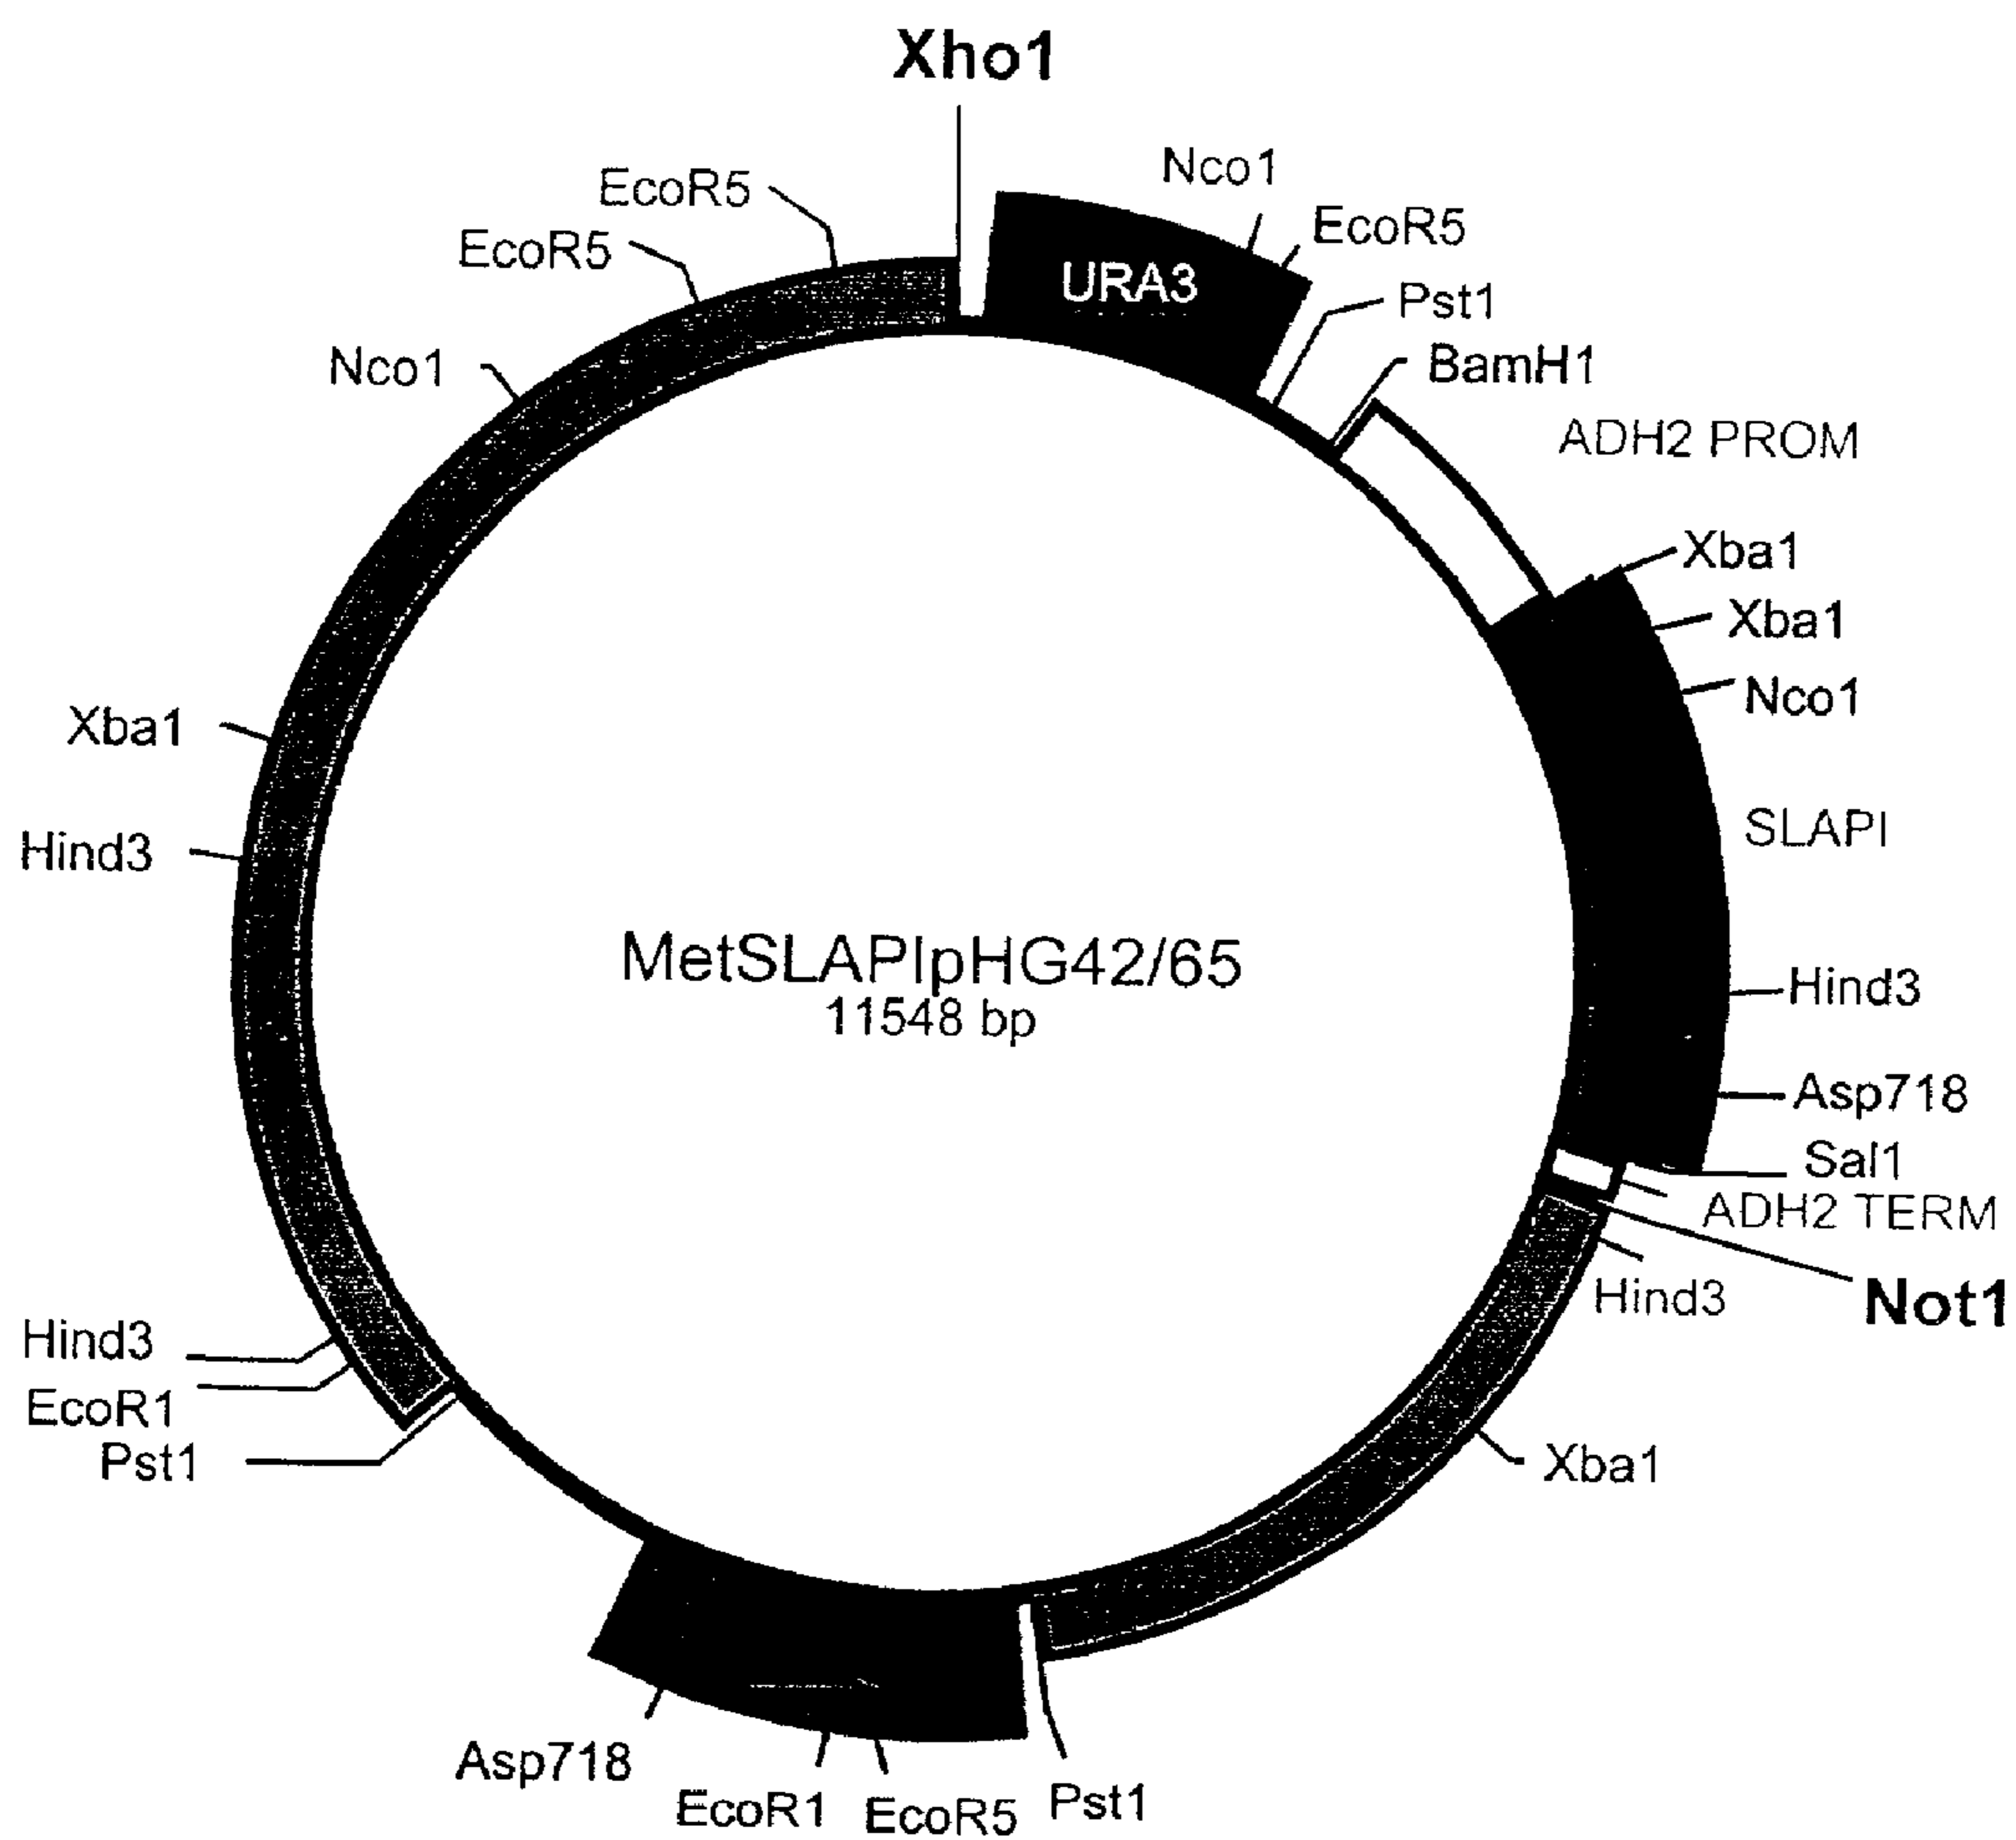 Xho1
Nco1
EcoR5
EcoR5
EcoR5
URA3
Pst1
BamH1
Nco1
ADH2 PROM
Xba1
Xba1
Nco1
Xba1
SLAPI
Hind3
MetSLAPIpHG42/65
11548 bp
Hind3
Asp718
Sal1
ADH2 TERM
Hind3
Not1
Hind3
EcoR1
Pst1
Xba1
Asp718
EcoR1
EcoR5
Pst1